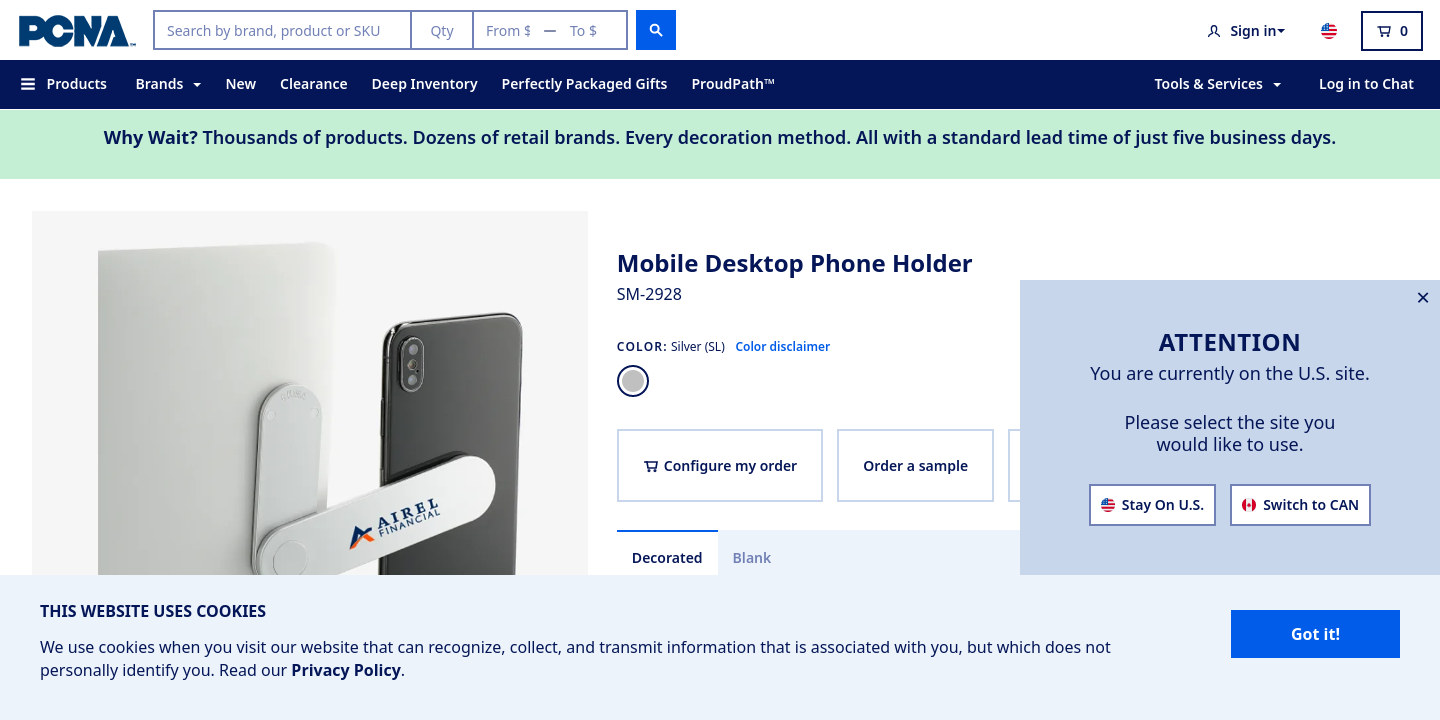 PCNA™
Search by brand, product or SKU
Qty
From $
To $
Sign in
0
Products
Brands
New
Clearance
Deep Inventory
Perfectly Packaged Gifts
ProudPath™
Tools & Services
Log in to Chat
Why Wait? Thousands of products. Dozens of retail brands. Every decoration method. All with a standard lead time of just five business days.
AIREL
FINANCIAL
Mobile Desktop Phone Holder
SM-2928
COLOR: Silver (SL) Color disclaimer
Configure my order
Order a sample
Decorated
Blank
×
ATTENTION
You are currently on the U.S. site.
Please select the site you
would like to use.
Stay On U.S.
Switch to CAN
THIS WEBSITE USES COOKIES
We use cookies when you visit our website that can recognize, collect, and transmit information that is associated with you, but which does not
personally identify you. Read our Privacy Policy.
Got it!